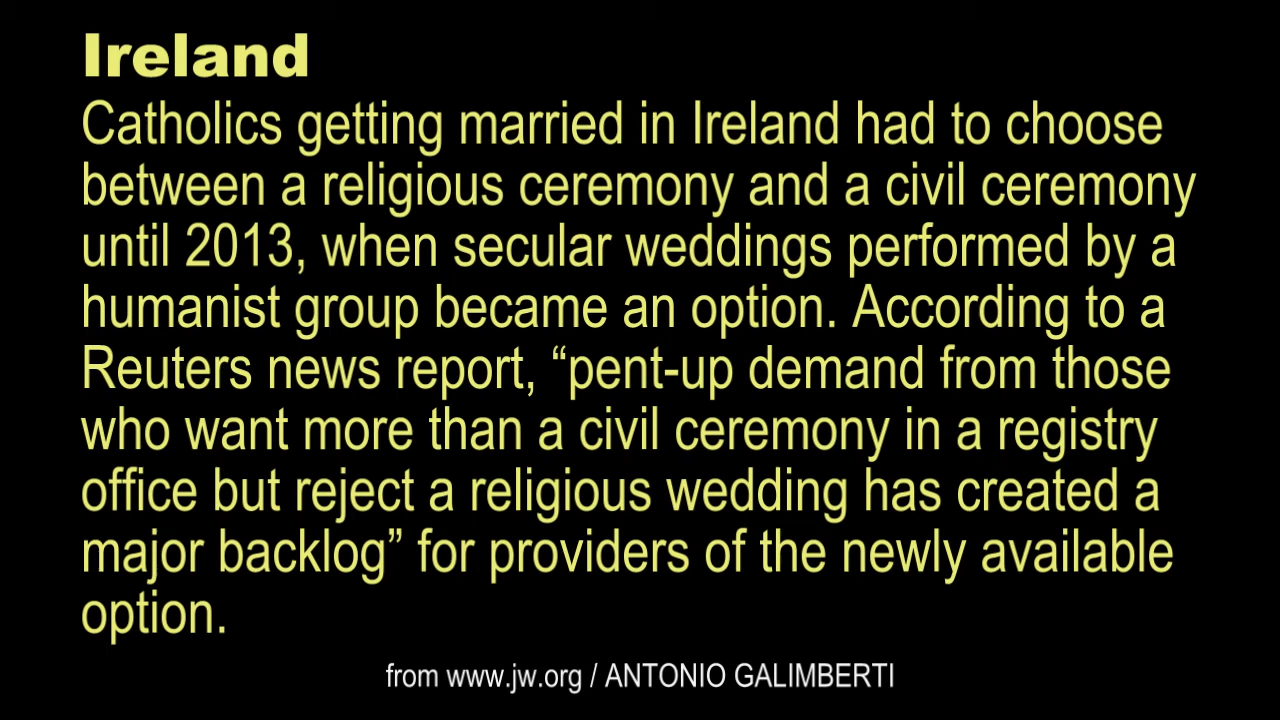 Ireland
Catholics getting married in Ireland had to choose
between a religious ceremony and a civil ceremony
until 2013, when secular weddings performed by a
humanist group became an option. According to a
Reuters news report, “pent-up demand from those
who want more than a civil ceremony in a registry
office but reject a religious wedding has created a
major backlog” for providers of the newly available
option.
from www.jw.org / ANTONIO GALIMBERTI